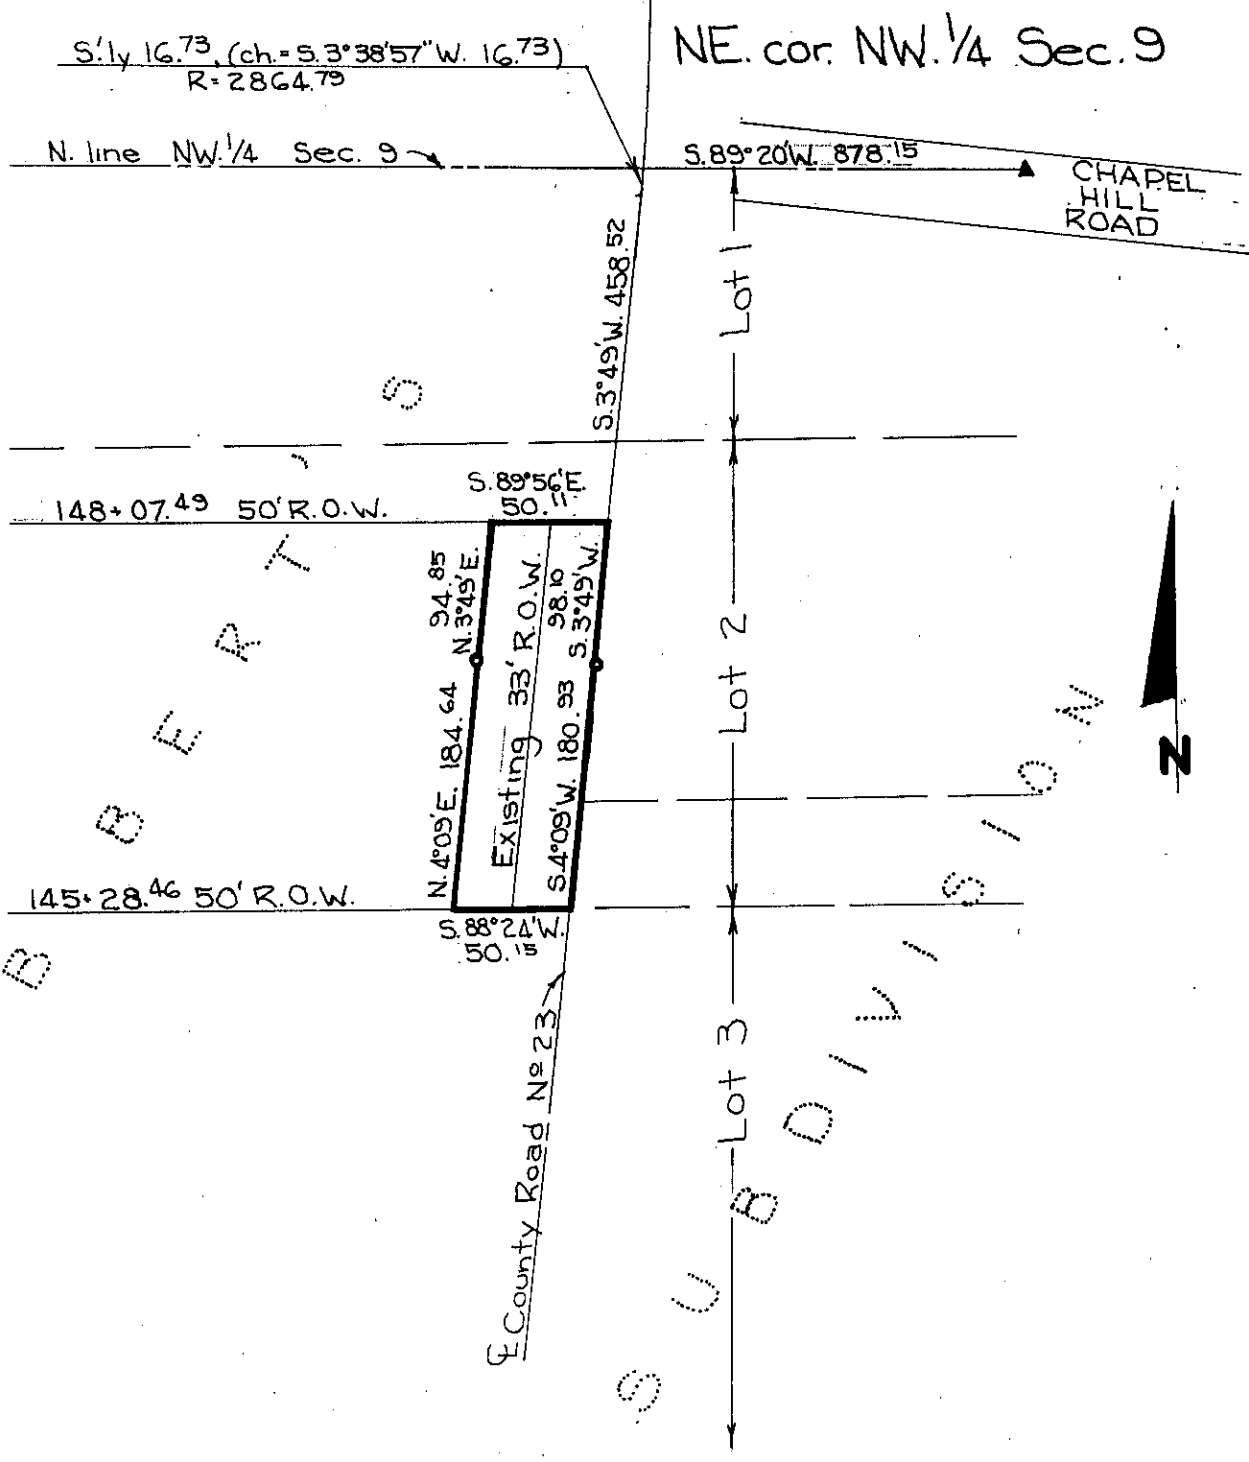 NE. cor. NW. 1/4 Sec. 9
S'ly 16.73, (ch.= S. 3°38'57" W. 16.73)
R= 2864.79
N. line NW. 1/4 Sec. 9
S. 89°20'W. 878.15
CHAPEL
HILL
ROAD
S. 3°49'W. 458.52
Lot 1
S. 89°56'E.
50.11
148+07.49 50' R.O.W.
94.85
N. 3°49'E.
98.10
S. 3°49'W.
Existing 33' R.O.W.
N. 4°09'E. 184.64
S. 4°09'W. 180.93
Lot 2
N
145+28.46 50' R.O.W.
S. 88°24'W.
50.15
Lot 3
℄ County Road Nº 23
BIBBERT'S
SUBDIVISION